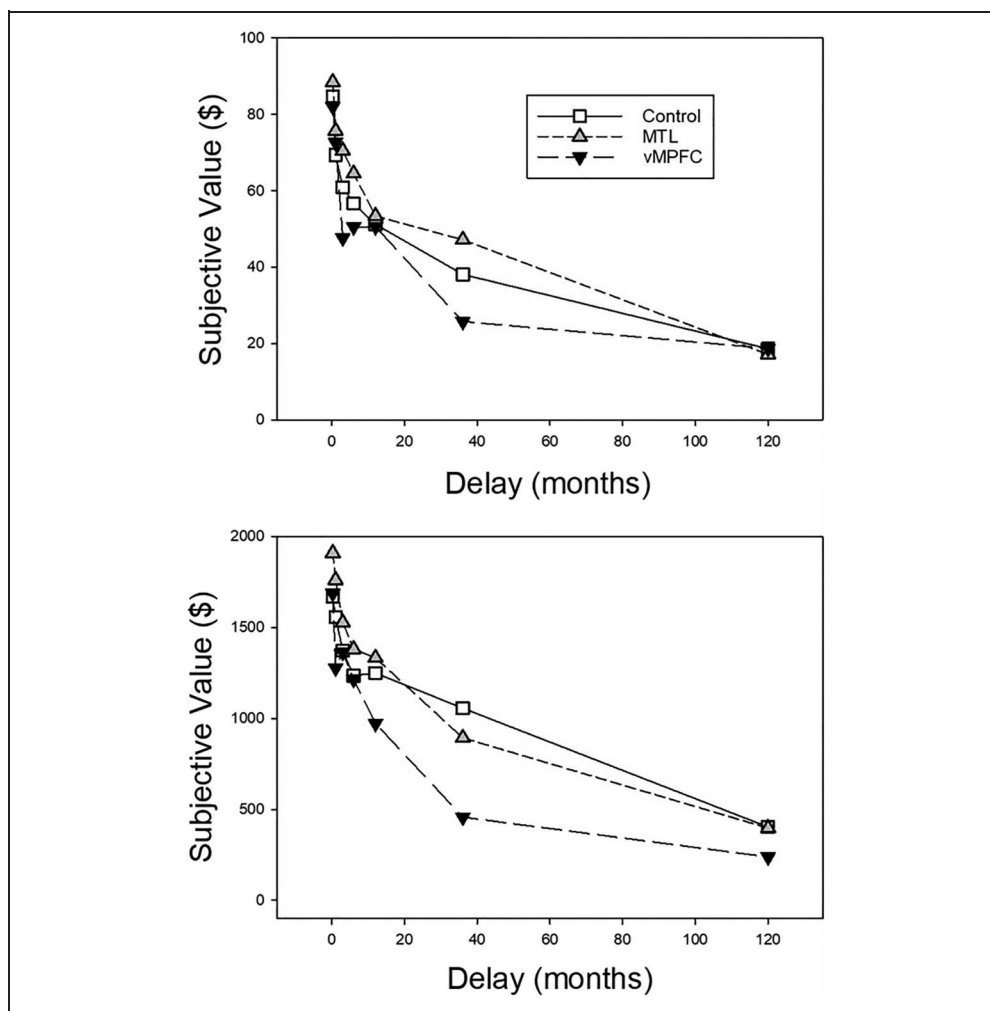 100
80
60
40
20
0
Subjective Value ($)
Control
MTL
vMPFC
0 20 40 60 80 100 120
Delay (months)
2000
1500
1000
500
0
Subjective Value ($)
0 20 40 60 80 100 120
Delay (months)